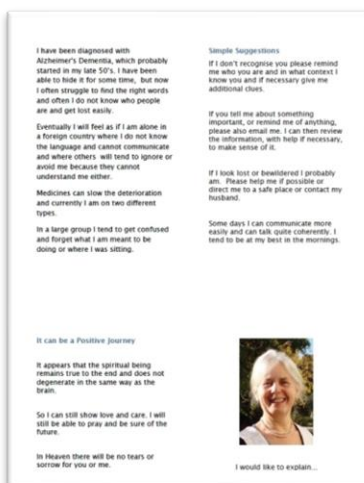 I have been diagnosed with
Alzheimer's Dementia, which probably
started in my late 50's. I have been
able to hide it for some time, but now
I often struggle to find the right words
and often I do not know who people
are and get lost easily.
Eventually I will feel as if I am alone in
a foreign country where I do not know
the language and cannot communicate
and where others will tend to ignore or
avoid me because they cannot
understand me either.
Medicines can slow the deterioration
and currently I am on two different
types.
In a large group I tend to get confused
and forget what I am meant to be
doing or where I was sitting.
Simple Suggestions
If I don't recognise you please remind
me who you are and in what context I
know you and if necessary give me
additional clues.
If you tell me about something
important, or remind me of anything,
please also email me. I can then review
the information, with help if necessary,
to make sense of it.
If I look lost or bewildered I probably
am. Please help me if possible or
direct me to a safe place or contact my
husband.
Some days I can communicate more
easily and can talk quite coherently. I
tend to be at my best in the mornings.
It can be a Positive Journey
It appears that the spiritual being
remains true to the end and does not
degenerate in the same way as the
brain.
So I can still show love and care. I will
still be able to pray and be sure of the
future.
In Heaven there will be no tears or
sorrow for you or me.
I would like to explain...